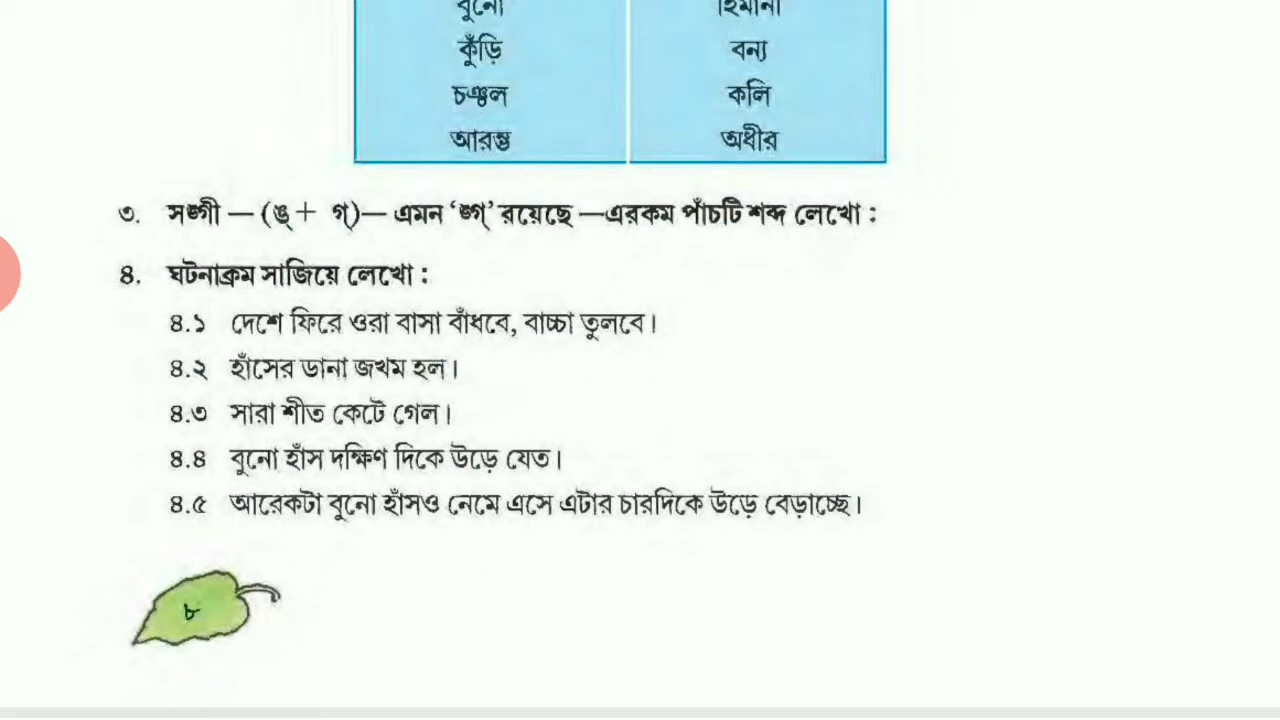 বুনো হিমানী
কুঁড়ি বন্য
চঞ্চল কলি
আরম্ভ অধীর
৩. সঙ্গী — (ঙ্ + গ্)— এমন ‘ঙ্গ্’ রয়েছে —এরকম পাঁচটি শব্দ লেখো :
৪. ঘটনাক্রম সাজিয়ে লেখো :
৪.১ দেশে ফিরে ওরা বাসা বাঁধবে, বাচ্চা তুলবে।
৪.২ হাঁসের ডানা জখম হল।
৪.৩ সারা শীত কেটে গেল।
৪.৪ বুনো হাঁস দক্ষিণ দিকে উড়ে যেত।
৪.৫ আরেকটা বুনো হাঁসও নেমে এসে এটার চারদিকে উড়ে বেড়াচ্ছে।
৮